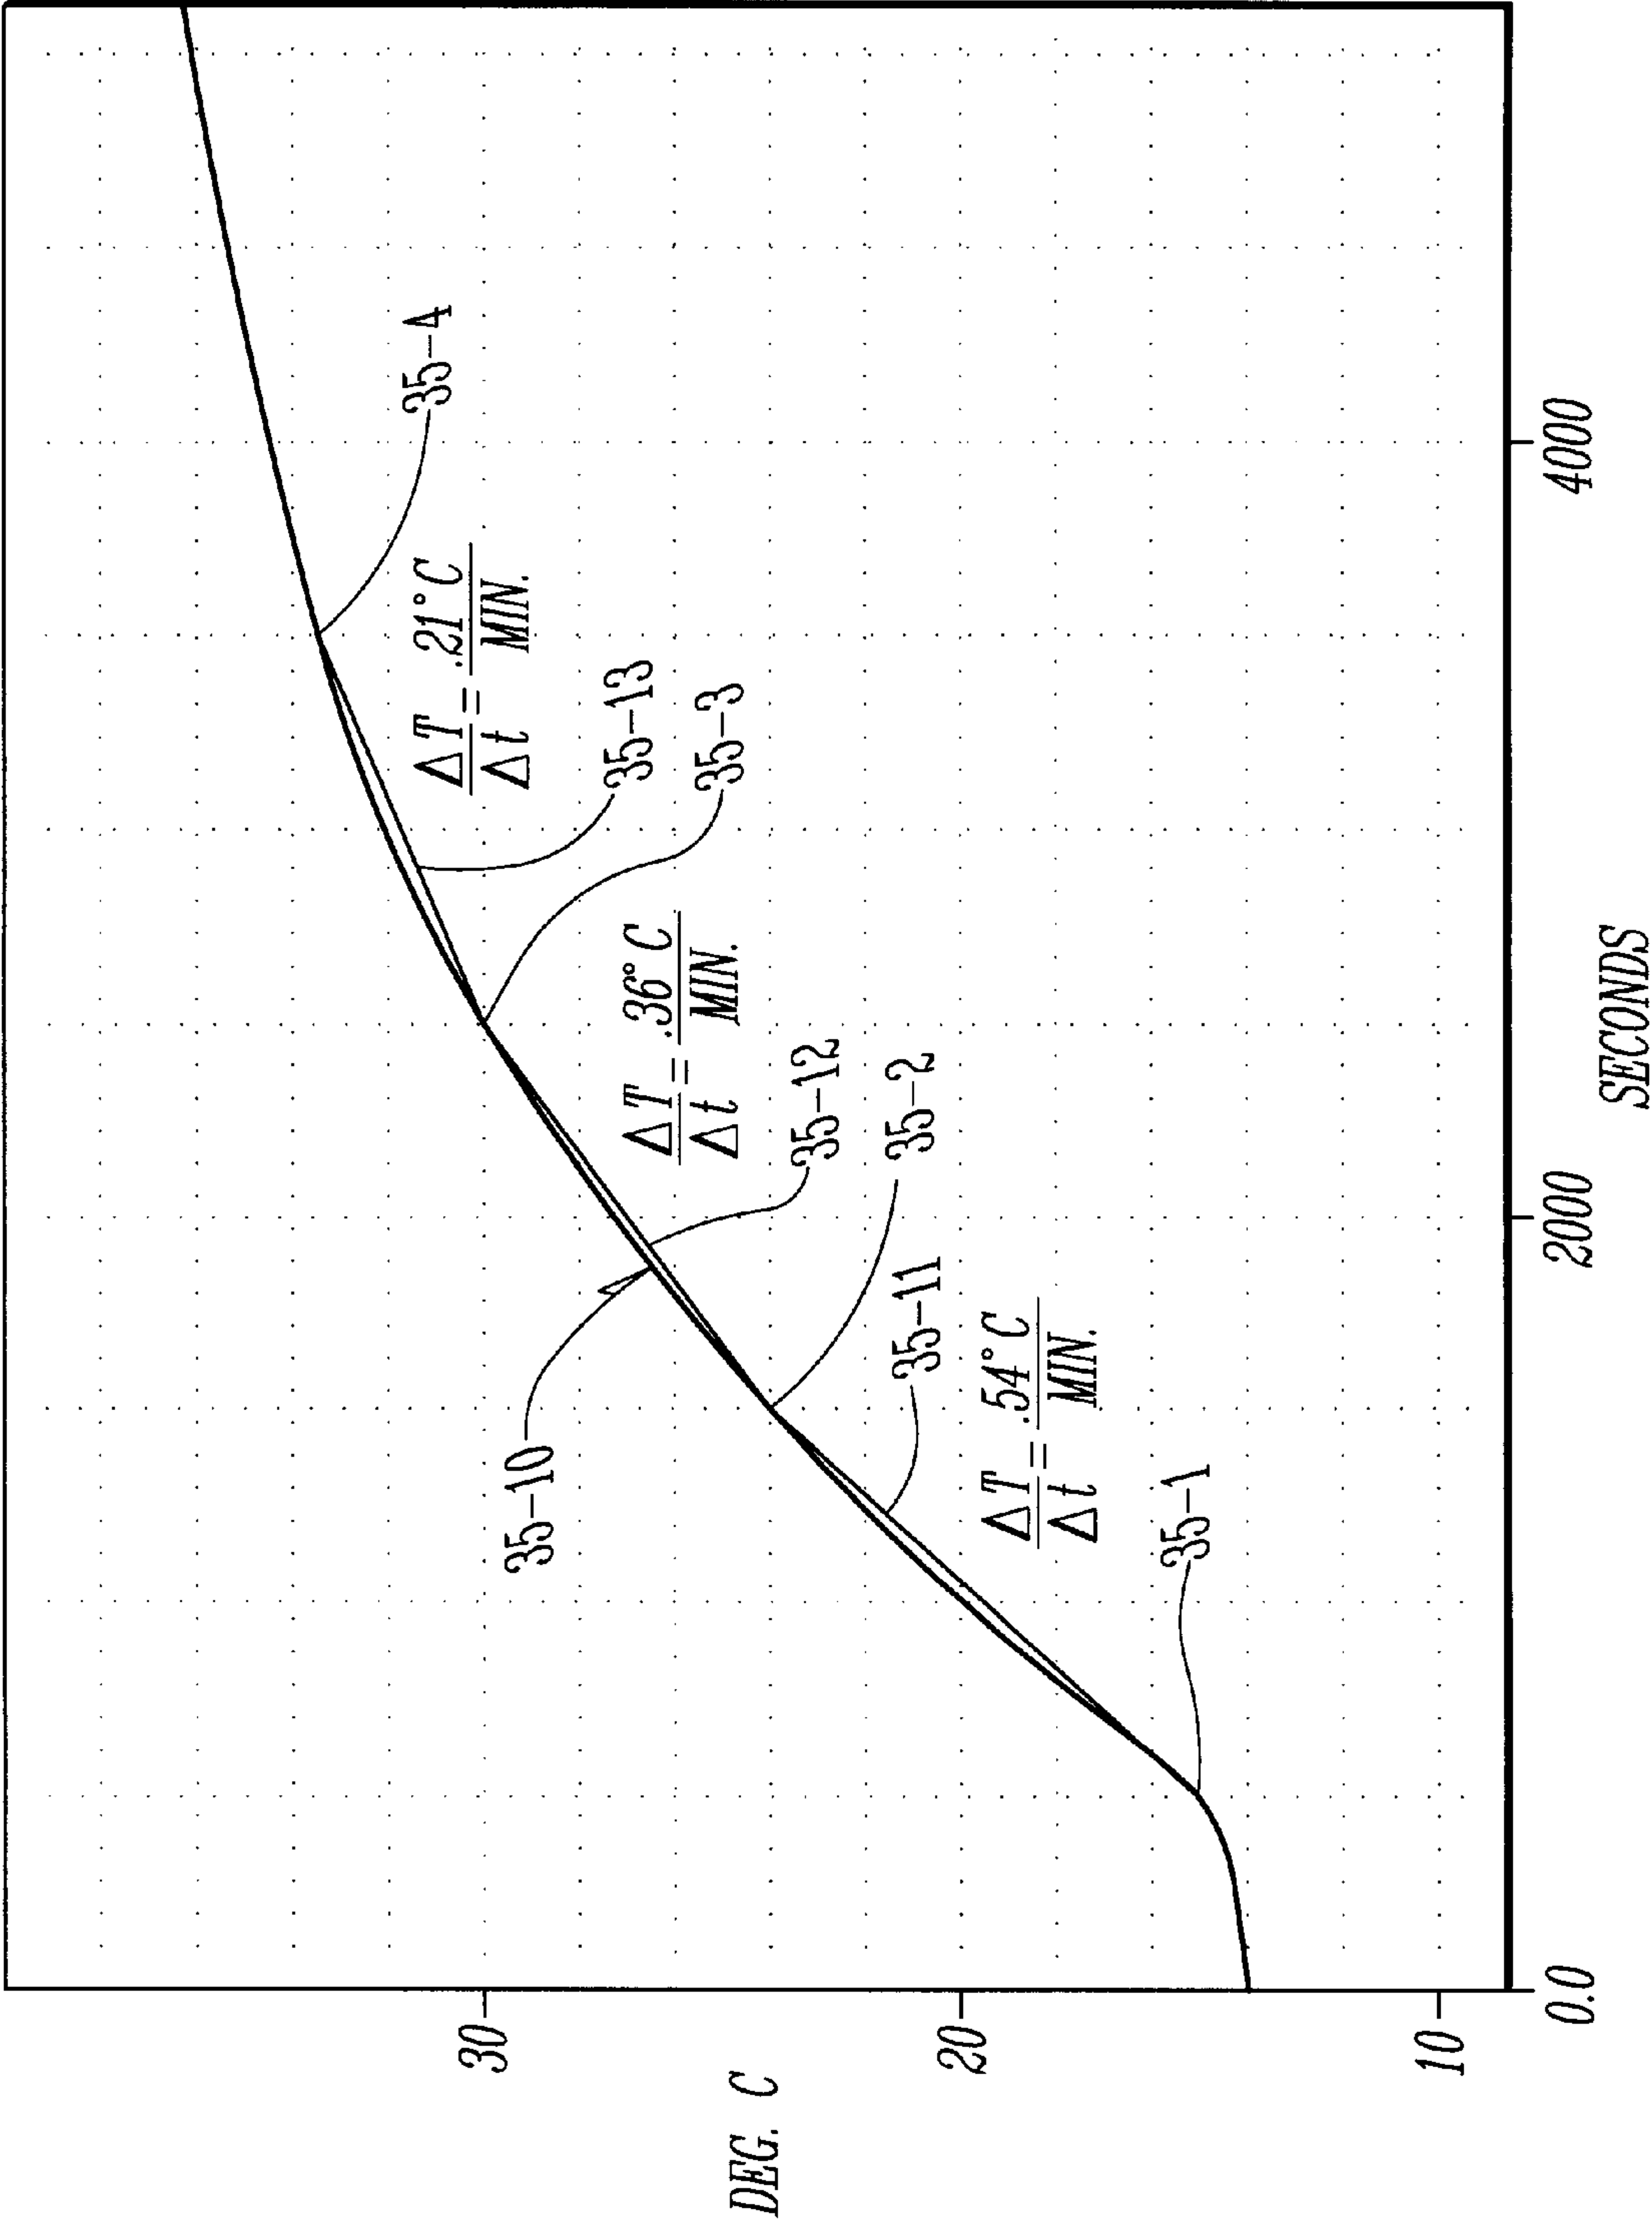 35-4
ΔT/Δt = .21°C/MIN.
35-13
35-3
35-10
ΔT/Δt = .36°C/MIN.
35-12
35-2
35-11
ΔT/Δt = .54°C/MIN.
35-1
30
20
10
DEG. C
0.0
2000
4000
SECONDS